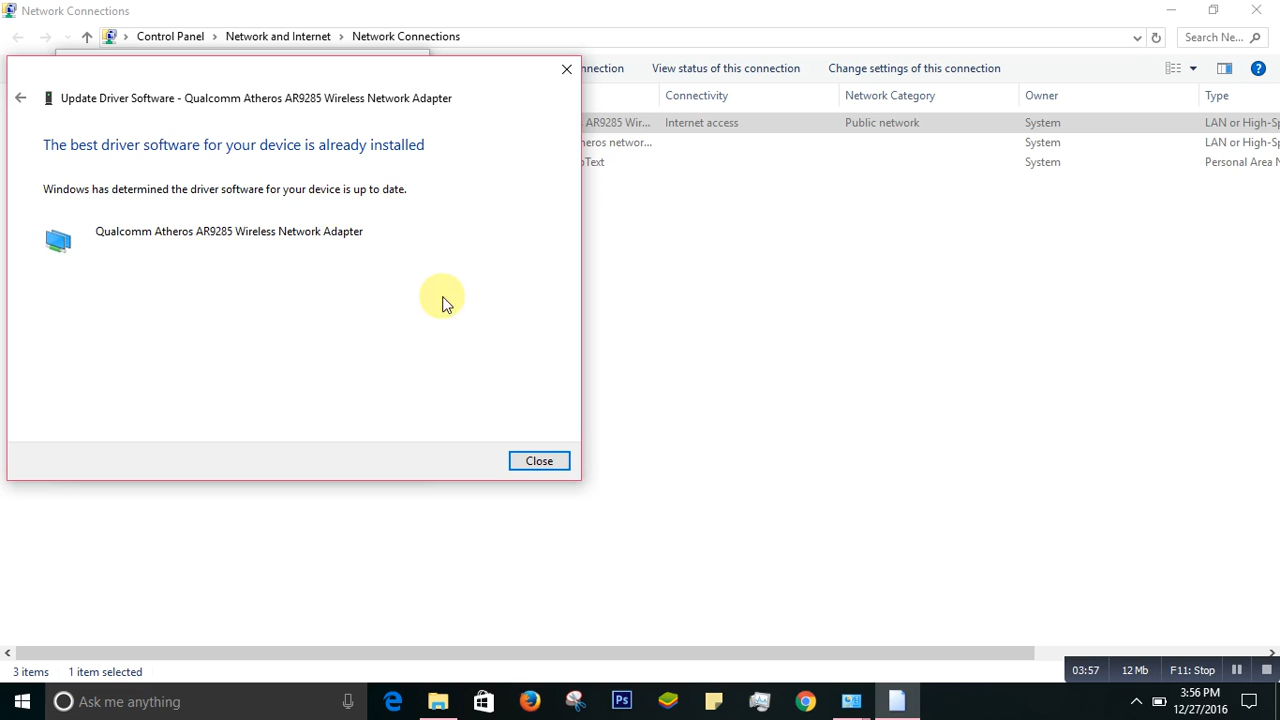 Network Connections
Control Panel > Network and Internet > Network Connections
Search Ne...
Update Driver Software - Qualcomm Atheros AR9285 Wireless Network Adapter
The best driver software for your device is already installed
Windows has determined the driver software for your device is up to date.
Qualcomm Atheros AR9285 Wireless Network Adapter
Close
View status of this connection
Change settings of this connection
Connectivity
Network Category
Owner
Type
AR9285 Wir...
Internet access
Public network
System
LAN or High-Sp
System
LAN or High-Sp
System
Personal Area N
3 items
1 item selected
03:57
12 Mb
F11: Stop
Ask me anything
Ps
3:56 PM
12/27/2016